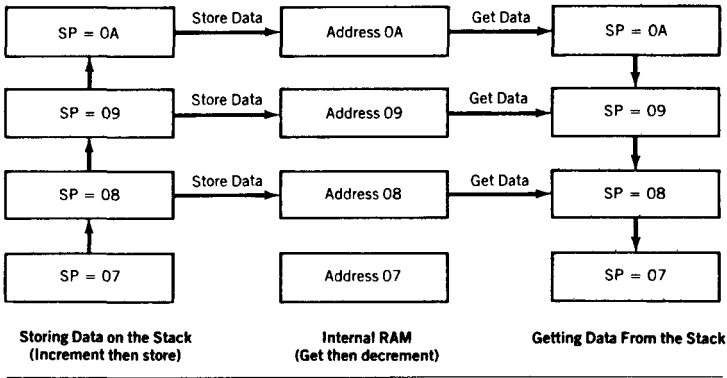 SP = 0A
Store Data
Address 0A
Get Data
SP = 0A
SP = 09
Store Data
Address 09
Get Data
SP = 09
SP = 08
Store Data
Address 08
Get Data
SP = 08
SP = 07
Address 07
SP = 07
Storing Data on the Stack
(Increment then store)
Internal RAM
(Get then decrement)
Getting Data From the Stack